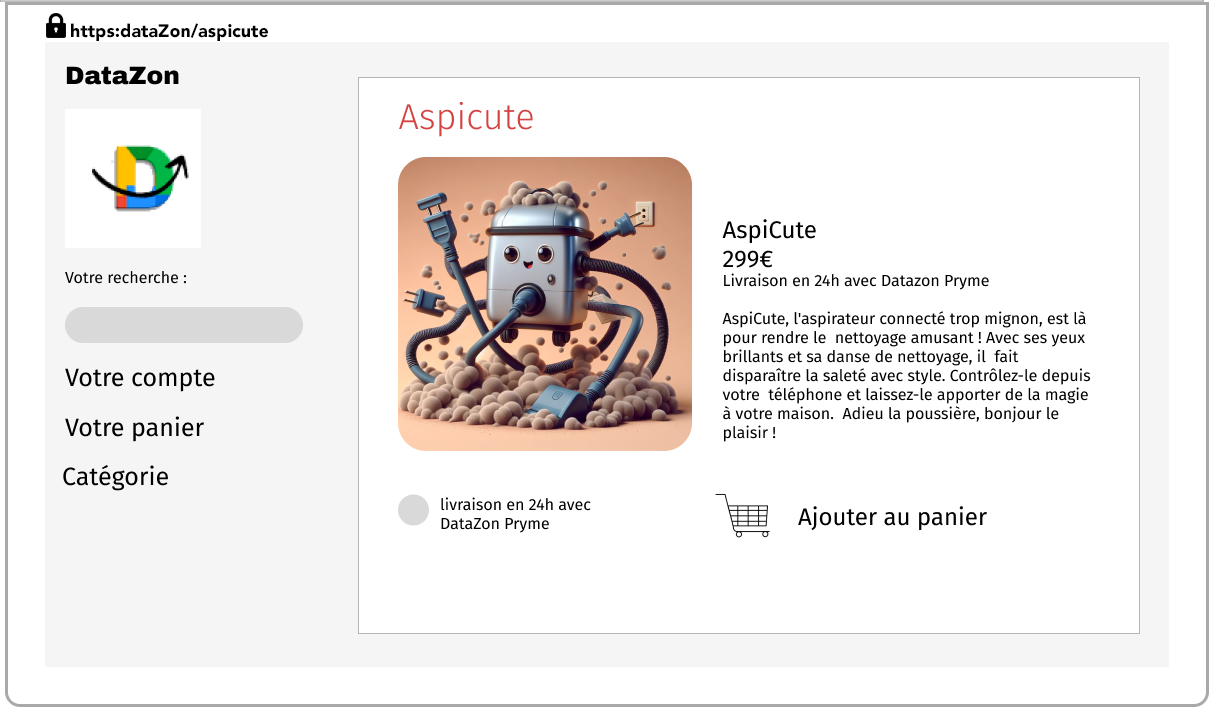 https:dataZon/aspicute
DataZon
D
Votre recherche :
Votre compte
Votre panier
Catégorie
Aspicute
AspiCute
299€
Livraison en 24h avec Datazon Pryme
AspiCute, l'aspirateur connecté trop mignon, est là
pour rendre le  nettoyage amusant ! Avec ses yeux
brillants et sa danse de nettoyage, il  fait
disparaître la saleté avec style. Contrôlez-le depuis
votre  téléphone et laissez-le apporter de la magie
à votre maison.  Adieu la poussière, bonjour le
plaisir !
livraison en 24h avec
DataZon Pryme
Ajouter au panier